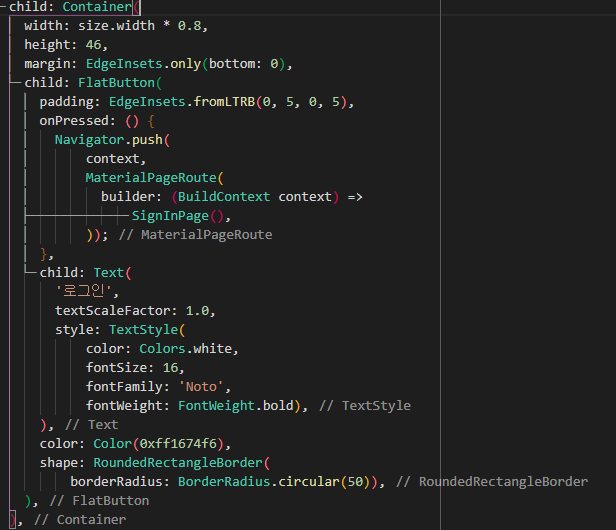 child: Container(
width: size.width * 0.8,
height: 46,
margin: EdgeInsets.only(bottom: 0),
child: FlatButton(
padding: EdgeInsets.fromLTRB(0, 5, 0, 5),
onPressed: () {
Navigator.push(
context,
MaterialPageRoute(
builder: (BuildContext context) =>
SignInPage(),
)); // MaterialPageRoute
},
child: Text(
'로그인',
textScaleFactor: 1.0,
style: TextStyle(
color: Colors.white,
fontSize: 16,
fontFamily: 'Noto',
fontWeight: FontWeight.bold), // TextStyle
), // Text
color: Color(0xff1674f6),
shape: RoundedRectangleBorder(
borderRadius: BorderRadius.circular(50)), // RoundedRectangleBorder
), // FlatButton
), // Container